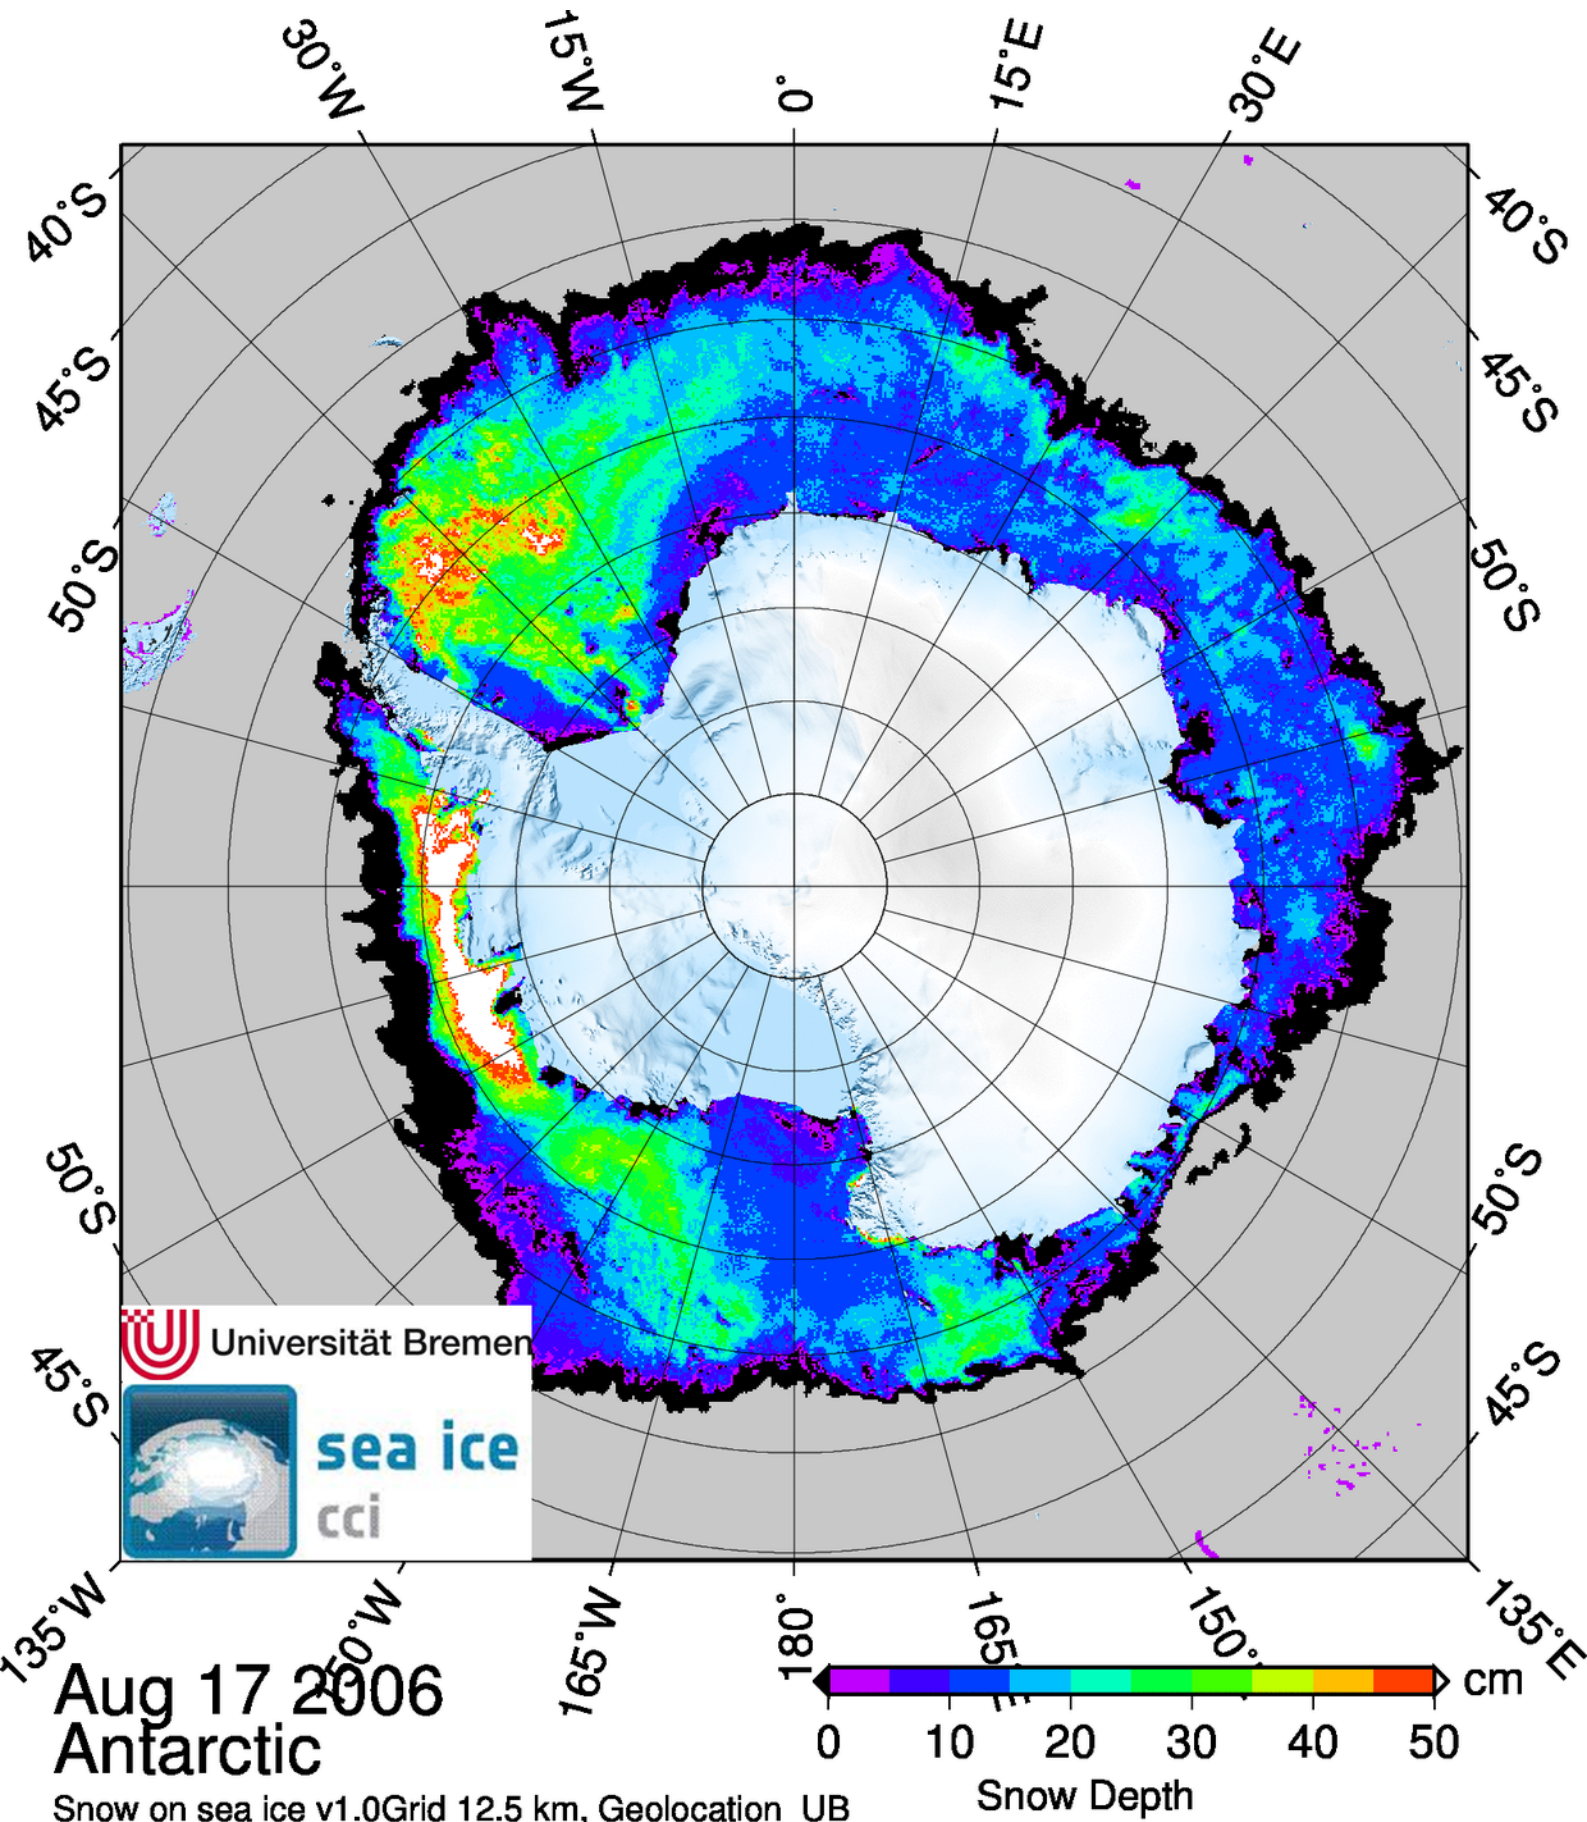 30°W
15°W
0°
15°E
30°E
40°S
40°S
45°S
45°S
50°S
50°S
50°S
50°S
45°S
45°S
Universität Bremen
sea ice
cci
135°W
165°W
180°
135°E
Aug 17 2006
Antarctic
Snow on sea ice v1.0Grid 12.5 km, Geolocation UB
cm
0 10 20 30 40 50
Snow Depth